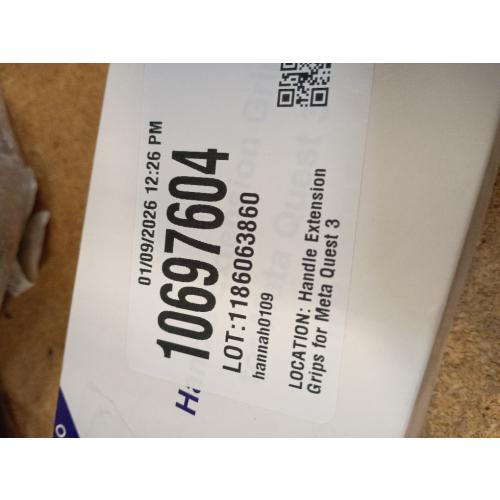 01/09/2026 12:26 PM
10697604
LOT:1186063860
hannah0109
LOCATION: Handle Extension
Grips for Meta Quest 3